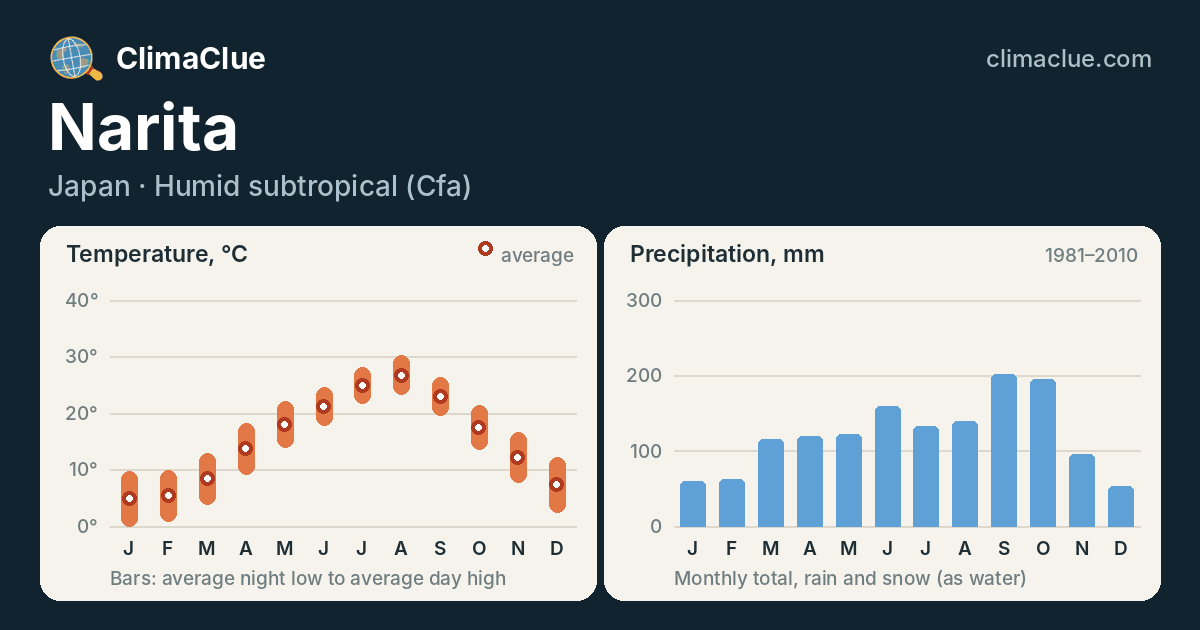 ClimaClue
climaclue.com
Narita
Japan · Humid subtropical (Cfa)
Temperature, °C
average
40°
30°
20°
10°
0°
J F M A M J J A S O N D
Bars: average night low to average day high
Precipitation, mm
1981–2010
300
200
100
0
J F M A M J J A S O N D
Monthly total, rain and snow (as water)